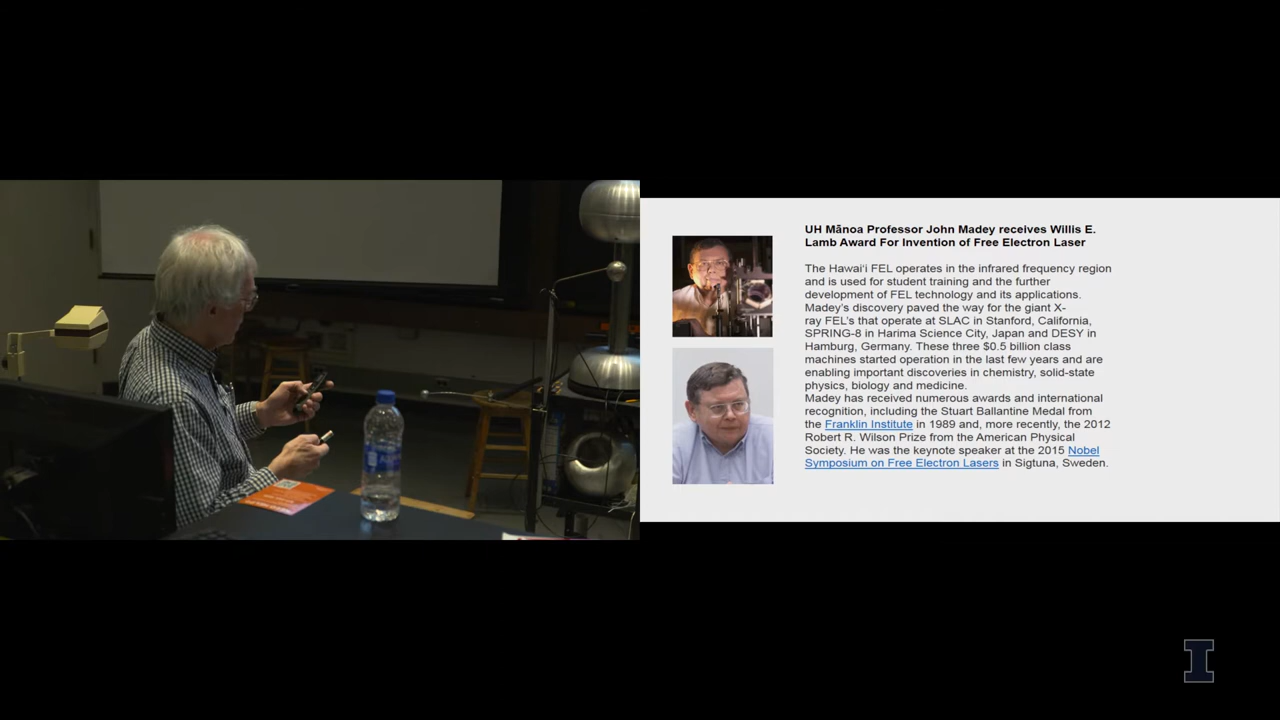 UH Mānoa Professor John Madey receives Willis E.
Lamb Award For Invention of Free Electron Laser
The Hawaiʻi FEL operates in the infrared frequency region
and is used for student training and the further
development of FEL technology and its applications.
Madey's discovery paved the way for the giant X-
ray FEL's that operate at SLAC in Stanford, California,
SPRING-8 in Harima Science City, Japan and DESY in
Hamburg, Germany. These three $0.5 billion class
machines started operation in the last few years and are
enabling important discoveries in chemistry, solid-state
physics, biology and medicine.
Madey has received numerous awards and international
recognition, including the Stuart Ballantine Medal from
the Franklin Institute in 1989 and, more recently, the 2012
Robert R. Wilson Prize from the American Physical
Society. He was the keynote speaker at the 2015 Nobel
Symposium on Free Electron Lasers in Sigtuna, Sweden.
I